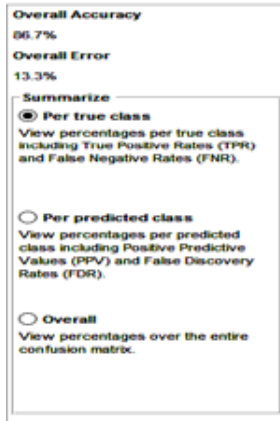 Overall Accuracy
86.7%
Overall Error
13.3%
Summarize
Per true class
View percentages per true class
including True Positive Rates (TPR)
and False Negative Rates (FNR).
Per predicted class
View percentages per predicted
class including Positive Predictive
Values (PPV) and False Discovery
Rates (FDR).
Overall
View percentages over the entire
confusion matrix.